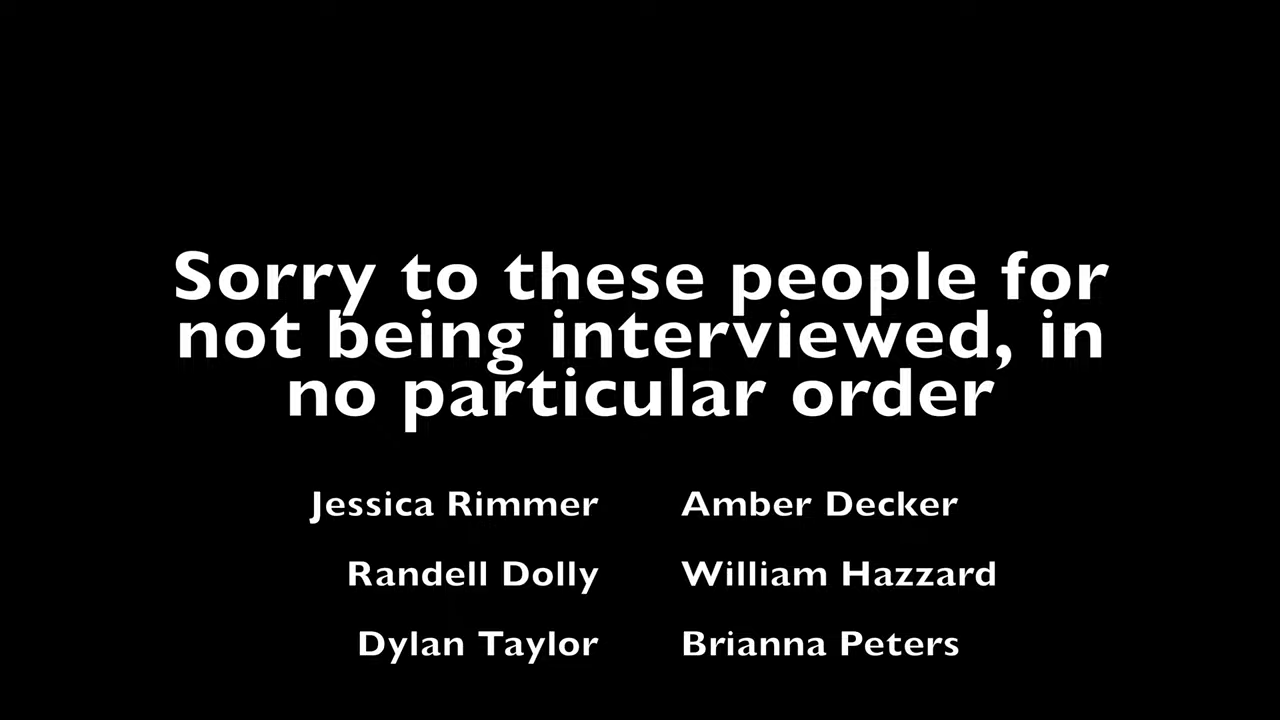 Sorry to these people for
not being interviewed, in
no particular order
Jessica Rimmer Amber Decker
Randell Dolly William Hazzard
Dylan Taylor Brianna Peters